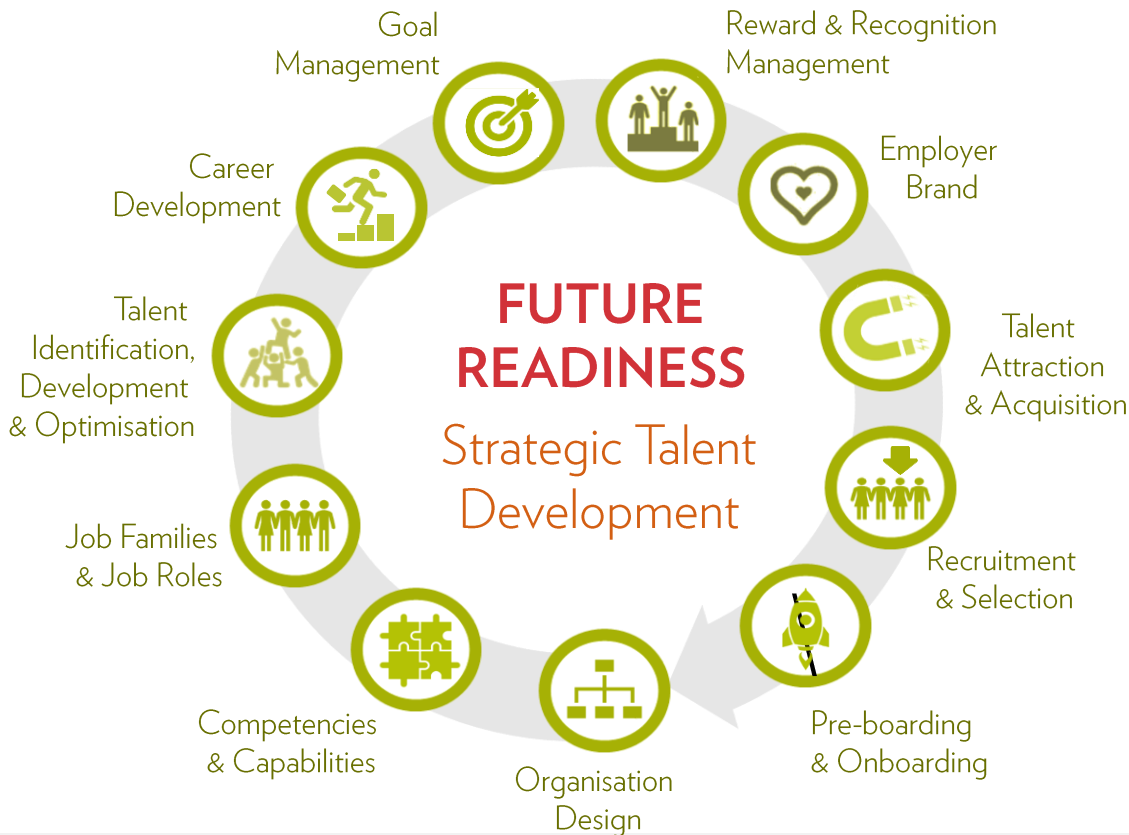 Goal
Management
Reward & Recognition
Management
Employer
Brand
Career
Development
Talent
Identification,
Development
& Optimisation
Talent
Attraction
& Acquisition
FUTURE
READINESS
Strategic Talent
Development
Job Families
& Job Roles
Recruitment
& Selection
Competencies
& Capabilities
Pre-boarding
& Onboarding
Organisation
Design